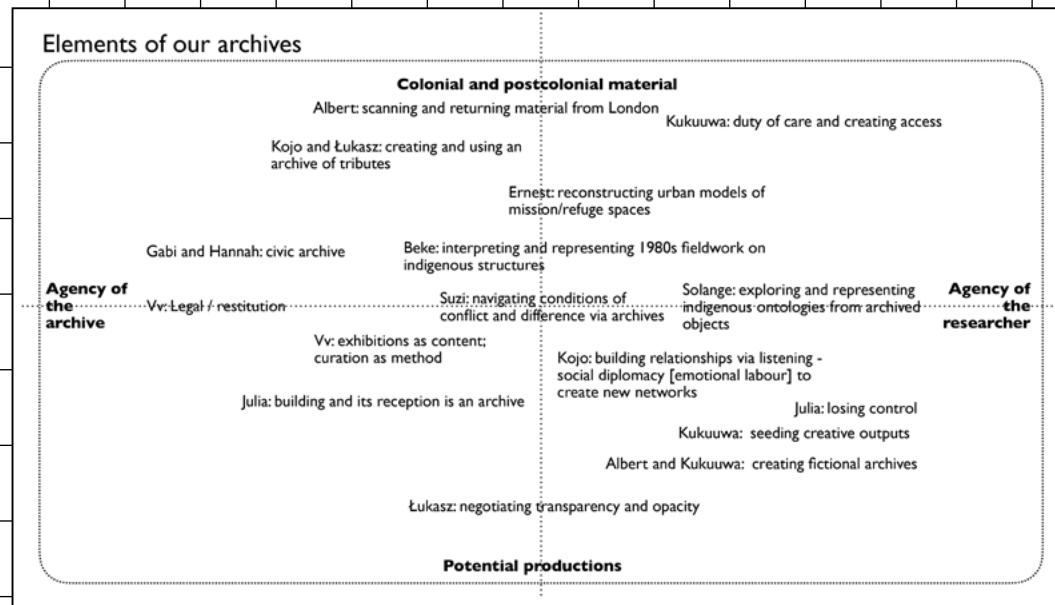 Elements of our archives
Colonial and postcolonial material
Albert: scanning and returning material from London
Kukuuwa: duty of care and creating access
Kojo and Łukasz: creating and using an
archive of tributes
Ernest: reconstructing urban models of
mission/refuge spaces
Gabi and Hannah: civic archive
Beke: interpreting and representing 1980s fieldwork on
indigenous structures
Agency of
the
archive
Vv: Legal / restitution
Suzi: navigating conditions of
conflict and difference via archives
Solange: exploring and representing
indigenous ontologies from archived
objects
Agency of
the
researcher
Vv: exhibitions as content;
curation as method
Kojo: building relationships via listening -
social diplomacy [emotional labour] to
create new networks
Julia: building and its reception is an archive
Julia: losing control
Kukuuwa: seeding creative outputs
Albert and Kukuuwa: creating fictional archives
Łukasz: negotiating transparency and opacity
Potential productions